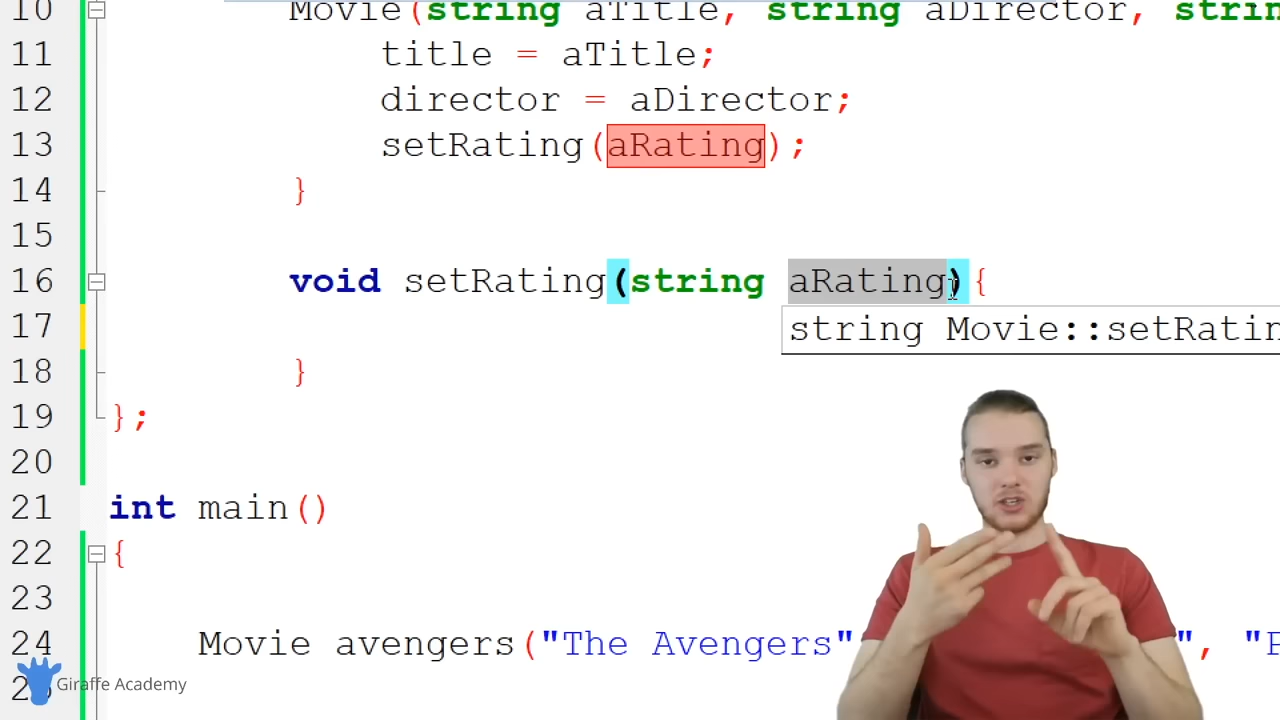 10 Movie(string aTitle, string aDirector, strin
11 title = aTitle;
12 director = aDirector;
13 setRating(aRating);
14 }
15
16 void setRating(string aRating){
17 string Movie::setRatin
18 }
19 };
20
21 int main()
22 {
23
24 Movie avengers("The Avengers" ", "P
Giraffe Academy